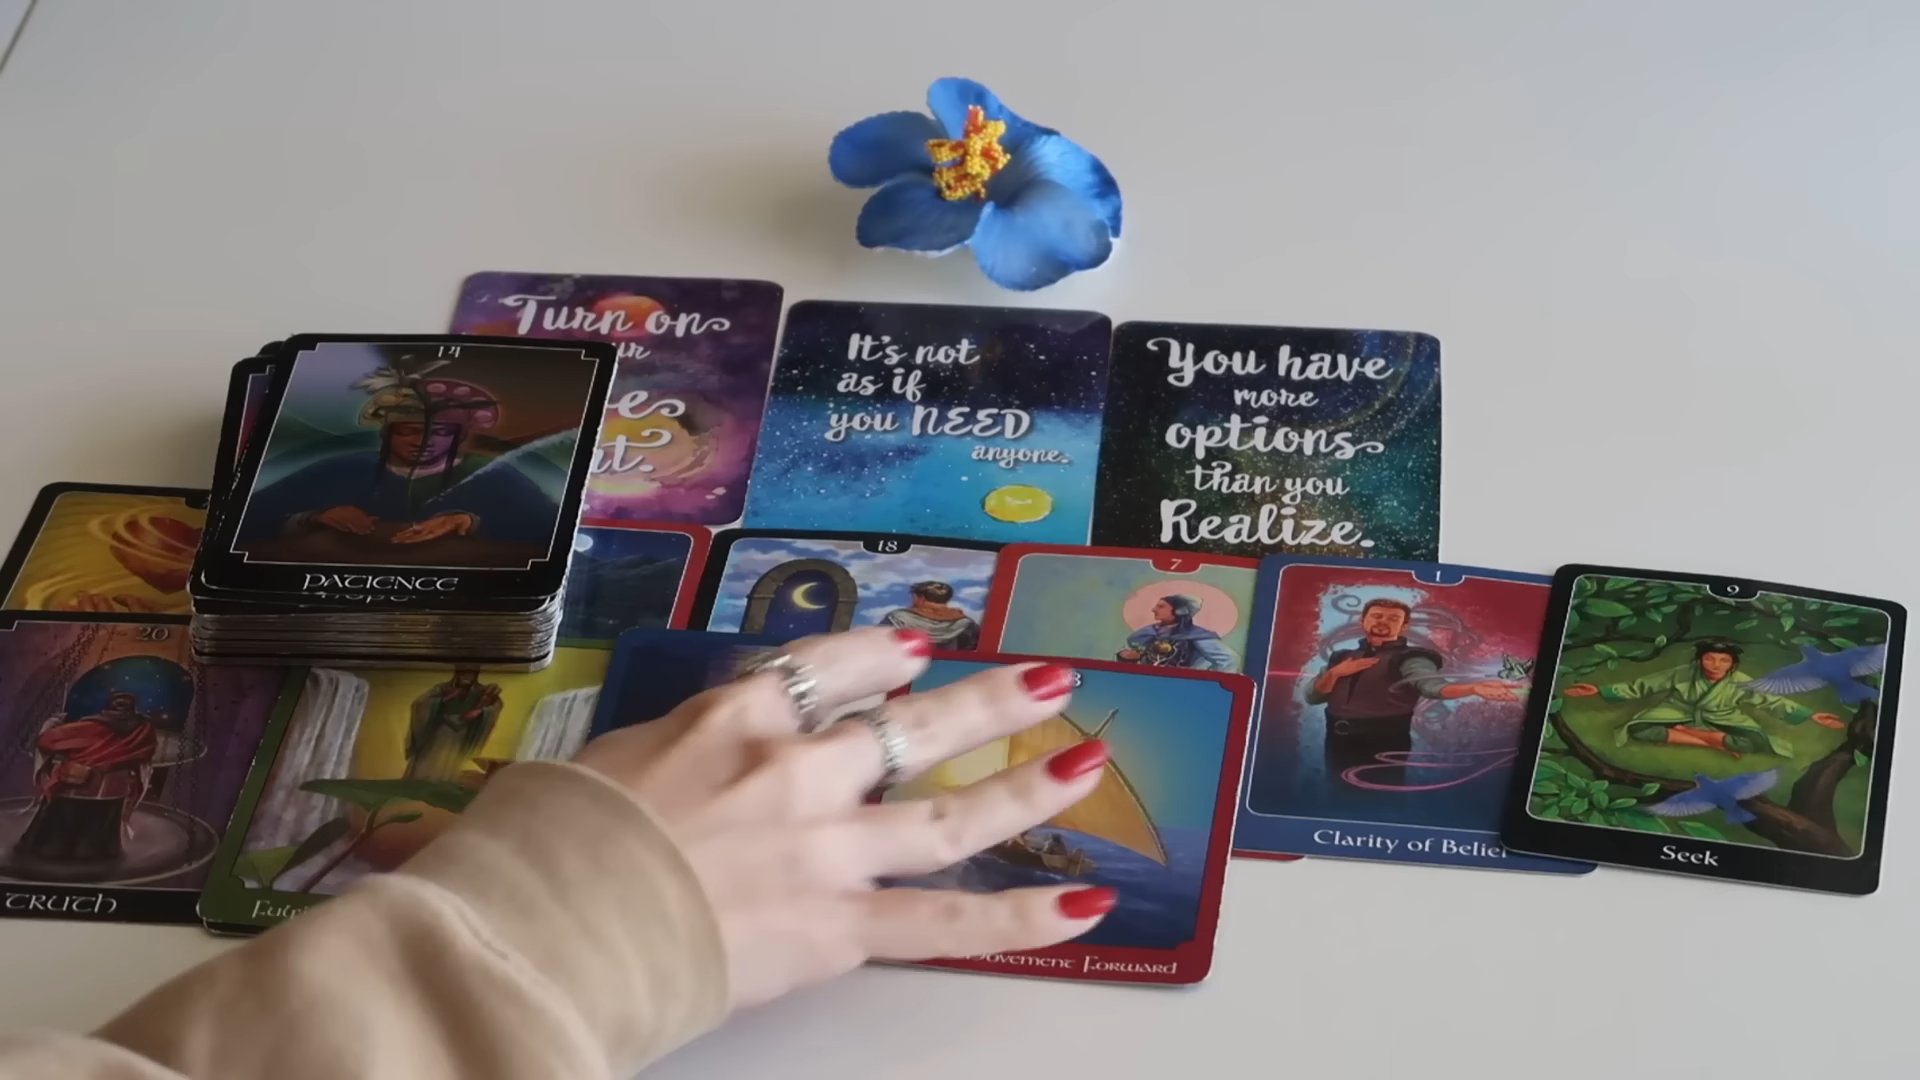 Turn on
It's not
as if
you NEED
anyone.
You have
more
options
than you
Realize.
14
PATIENCE
20
18
7
1
9
TRUTH
Clarity of Belief
Seek
Movement Forward